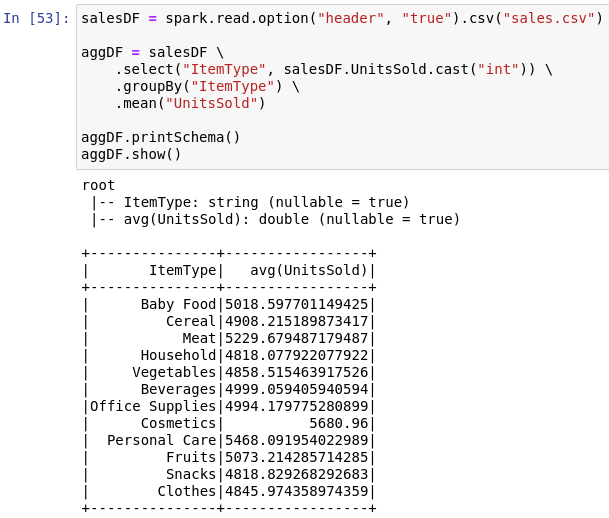 In [53]: salesDF = spark.read.option("header", "true").csv("sales.csv")

aggDF = salesDF \
    .select("ItemType", salesDF.UnitsSold.cast("int")) \
    .groupBy("ItemType") \
    .mean("UnitsSold")

aggDF.printSchema()
aggDF.show()

root
 |-- ItemType: string (nullable = true)
 |-- avg(UnitsSold): double (nullable = true)

+---------------+-----------------+
|       ItemType|   avg(UnitsSold)|
+---------------+-----------------+
|      Baby Food|5018.597701149425|
|         Cereal|4908.215189873417|
|           Meat|5229.679487179487|
|      Household|4818.077922077922|
|     Vegetables|4858.515463917526|
|      Beverages|4999.059405940594|
|Office Supplies|4994.179775280899|
|      Cosmetics|          5680.96|
|  Personal Care|5468.091954022989|
|         Fruits|5073.214285714285|
|         Snacks|4818.829268292683|
|        Clothes|4845.974358974359|
+---------------+-----------------+